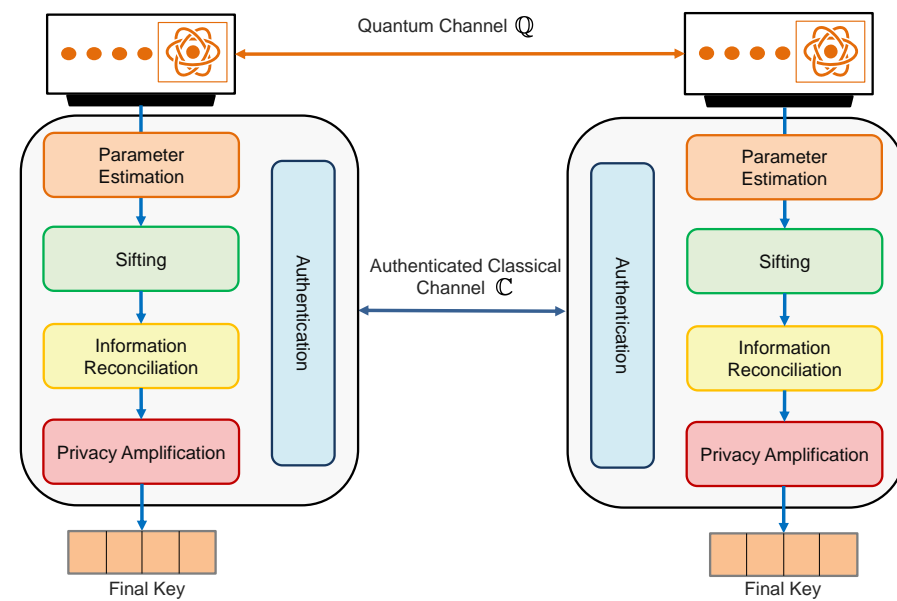 Quantum Channel ℚ
Parameter
Estimation
Sifting
Information
Reconciliation
Privacy Amplification
Authentication
Final Key
Authenticated Classical
Channel ℂ
Authentication
Parameter
Estimation
Sifting
Information
Reconciliation
Privacy Amplification
Final Key